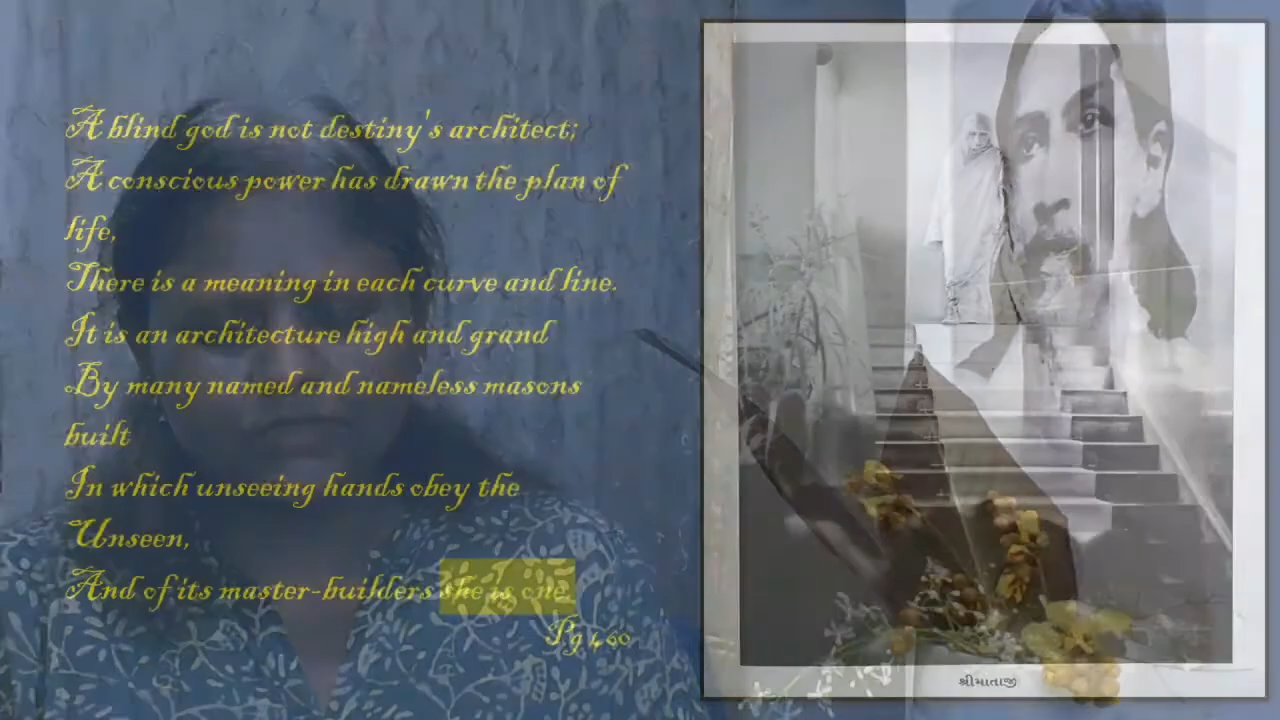 A blind god is not destiny's architect;
A conscious power has drawn the plan of
life,
There is a meaning in each curve and line.
It is an architecture high and grand
By many named and nameless masons
built
In which unseeing hands obey the
Unseen,
And of its master-builders she is one.
Pg 460
શ્રીમાતાજી